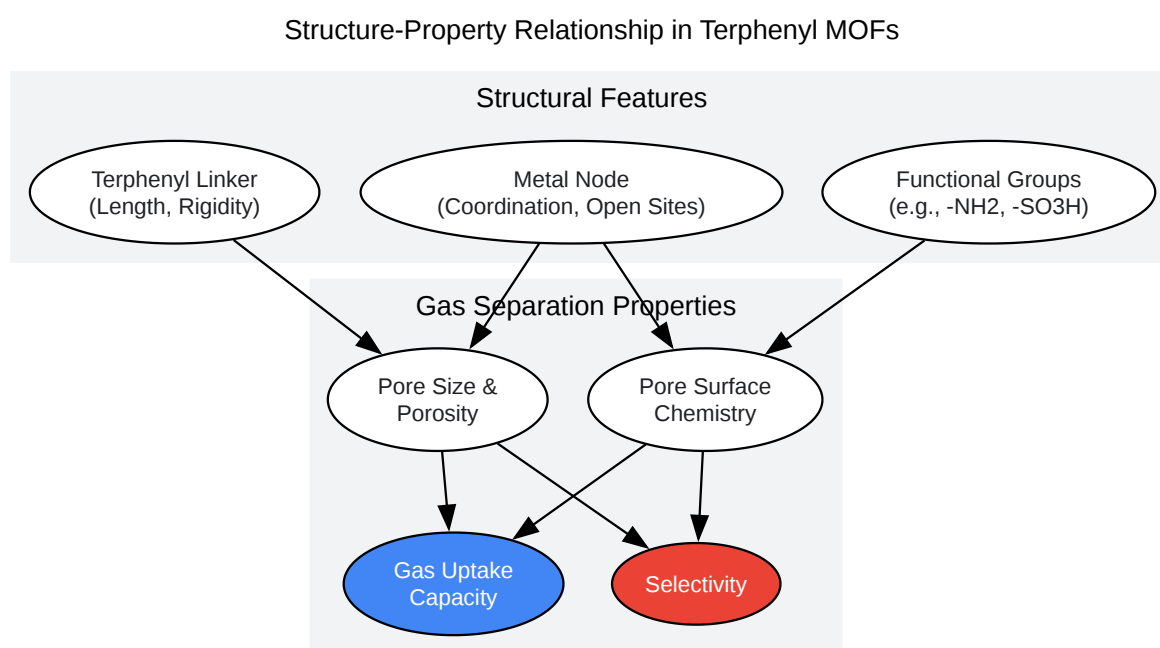 Structure-Property Relationship in Terphenyl MOFs
Structural Features
Terphenyl Linker
(Length, Rigidity)
Metal Node
(Coordination, Open Sites)
Functional Groups
(e.g., -NH2, -SO3H)
Gas Separation Properties
Pore Size &
Porosity
Pore Surface
Chemistry
Gas Uptake
Capacity
Selectivity